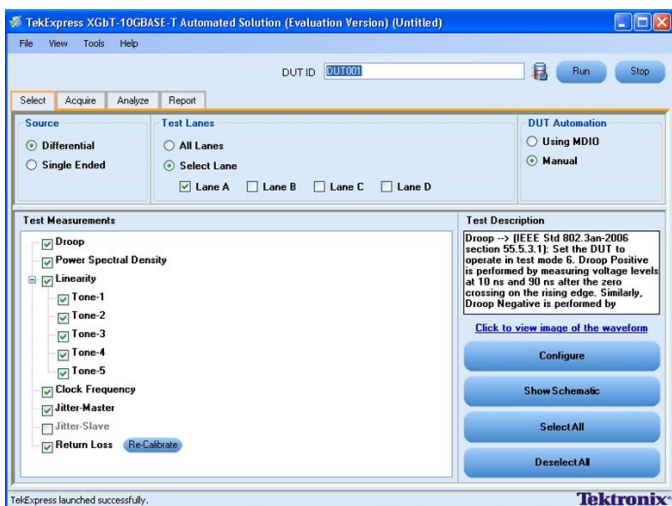 TekExpress XGbT-10GBASE-T Automated Solution (Evaluation Version) (Untitled)
File View Tools Help
DUT ID DUT001 Run Stop
Select Acquire Analyze Report
Source Test Lanes DUT Automation
Differential All Lanes Using MDIO
Single Ended Select Lane Manual
Lane A Lane B Lane C Lane D
Test Measurements
Droop
Power Spectral Density
Linearity
Tone-1
Tone-2
Tone-3
Tone-4
Tone-5
Clock Frequency
Jitter-Master
Jitter-Slave
Return Loss Re-Calibrate
Test Description
Droop --> (IEEE Std 802.3an-2006
section 55.5.3.1): Set the DUT to
operate in test mode 6. Droop Positive
is performed by measuring voltage levels
at 10 ns and 90 ns after the zero
crossing on the rising edge. Similarly,
Droop Negative is performed by
Click to view image of the waveform
Configure
Show Schematic
Select All
Deselect All
TekExpress launched successfully.
Tektronix